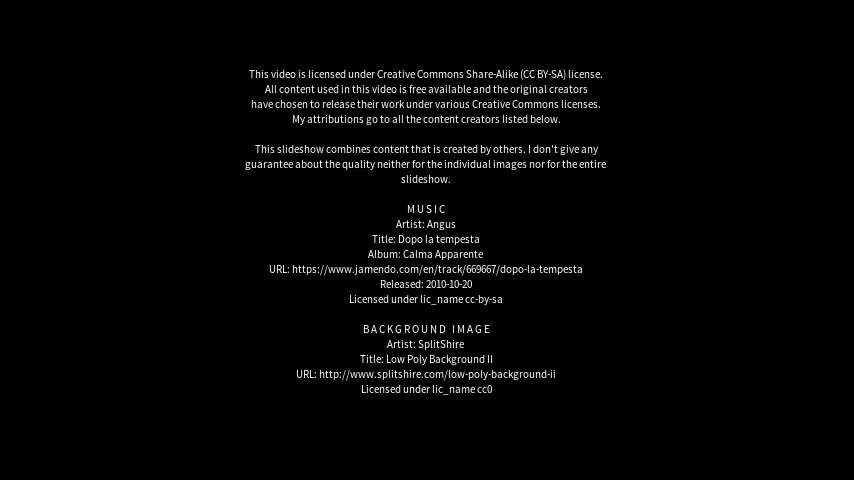 This video is licensed under Creative Commons Share-Alike (CC BY-SA) license.
All content used in this video is free available and the original creators
have chosen to release their work under various Creative Commons licenses.
My attributions go to all the content creators listed below.
This slideshow combines content that is created by others. I don't give any
guarantee about the quality neither for the individual images nor for the entire
slideshow.
MUSIC
Artist: Angus
Title: Dopo la tempesta
Album: Calma Apparente
URL: https://www.jamendo.com/en/track/669667/dopo-la-tempesta
Released: 2010-10-20
Licensed under lic_name cc-by-sa
BACKGROUND IMAGE
Artist: SplitShire
Title: Low Poly Background II
URL: http://www.splitshire.com/low-poly-background-ii
Licensed under lic_name cc0